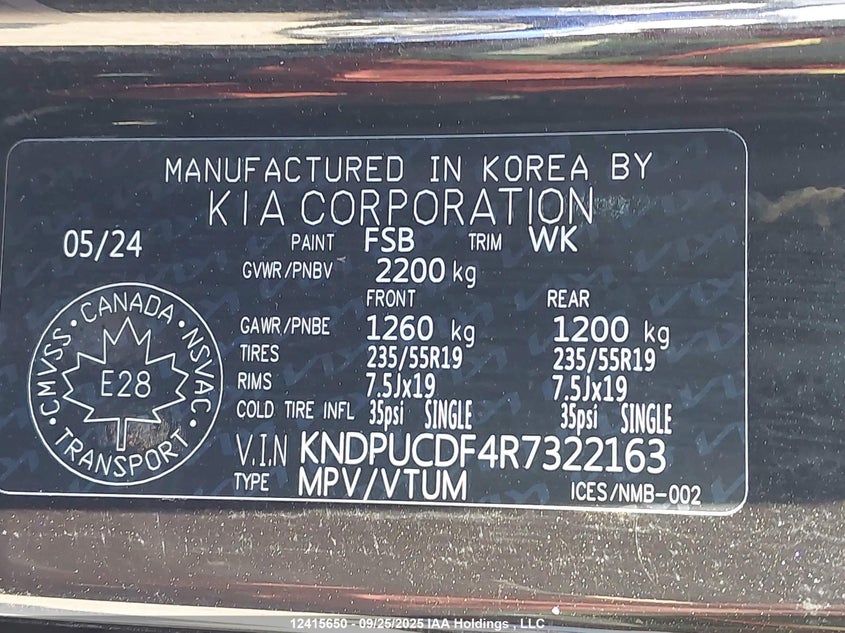 MANUFACTURED IN KOREA BY
KIA CORPORATION
05/24 PAINT FSB TRIM WK
GVWR/PNBV 2200 kg
FRONT REAR
GAWR/PNBE 1260 kg 1200 kg
TIRES 235/55R19 235/55R19
RIMS 7.5Jx19 7.5Jx19
COLD TIRE INFL 35psi SINGLE 35psi SINGLE
V.I.N KNDPUCDF4R7322163
TYPE MPV/VTUM ICES/NMB-002
CMVSS • CANADA • NSVAC • TRANSPORT •
E28
12415650 - 09/25/2025 IAA Holdings , LLC